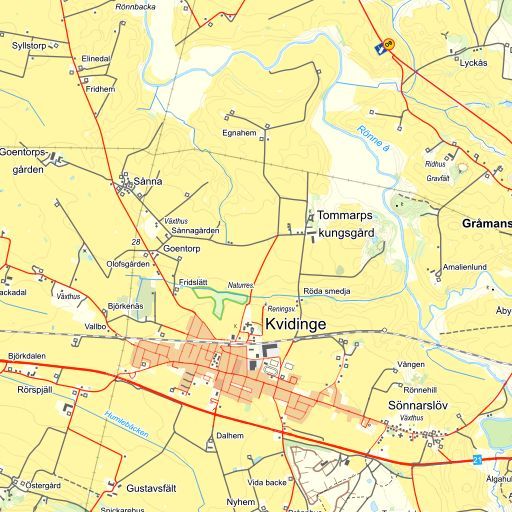 Rönnbacka
Syllstorp
Elinedal
Fridhem
Lyckås
Egnahem
Rönne å
Goentorps-
gården
Ridhus
Gravfält
Sånna
Växthus
Sånnagården
Tommarps
kungsgård
Gråmans
28
Goentorp
Olofsgården
Amalienlund
Fridslätt
Naturres.
Röda smedja
ackadal
Växthus
Björkenäs
Reningsv.
Åby
Vallbo
K
Kvidinge
Björkdalen
Vången
Rörspjäll
Rönnehill
Sönnarslöv
Växthus
Humlebäcken
Dalhem
21
Östergård
Gustavsfält
Vida backe
Älgahul
Nyhem
Snickarehus